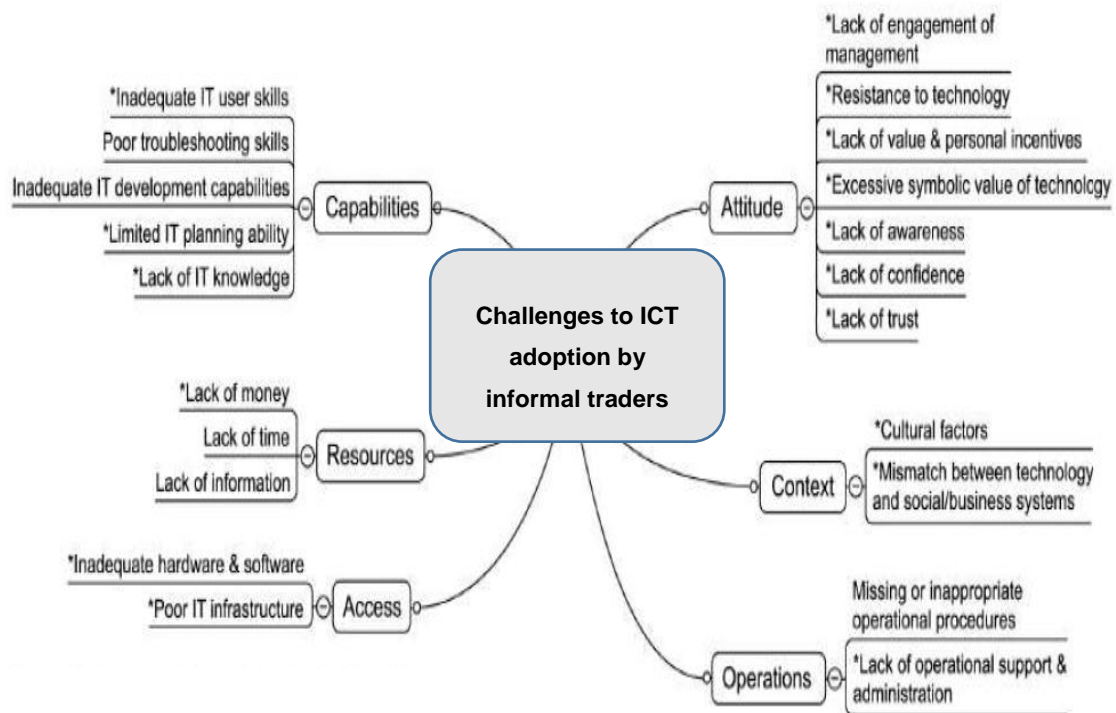 *Inadequate IT user skills
Poor troubleshooting skills
Inadequate IT development capabilities
*Limited IT planning ability
*Lack of IT knowledge
Capabilities
*Lack of engagement of
management
*Resistance to technology
*Lack of value & personal incentives
*Excessive symbolic value of technology
*Lack of awareness
*Lack of confidence
*Lack of trust
Attitude
Challenges to ICT
adoption by
informal traders
*Lack of money
Lack of time
Lack of information
Resources
*Cultural factors
*Mismatch between technology
and social/business systems
Context
*Inadequate hardware & software
*Poor IT infrastructure
Access
Missing or inappropriate
operational procedures
*Lack of operational support &
administration
Operations